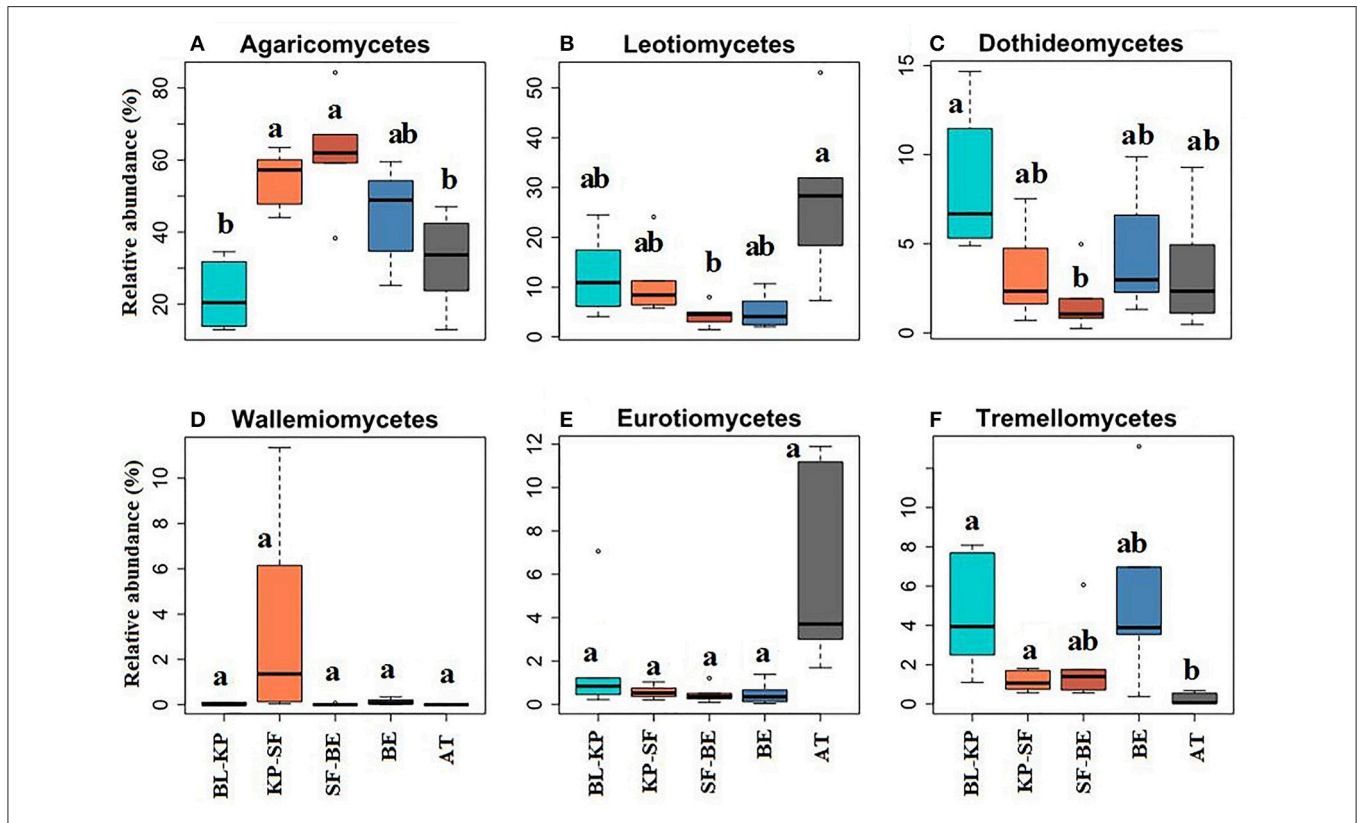 A Agaricomycetes
Relative abundance (%)
80
60
40
20
b
a
a
ab
b
B Leotiomycetes
50
40
30
20
10
0
ab
ab
b
ab
a
C Dothideomycetes
15
10
5
0
a
ab
b
ab
ab
D Wallemiomycetes
Relative abundance (%)
10
8
6
4
2
0
a
a
a
a
a
BL-KP
KP-SF
SF-BE
BE
AT
E Eurotiomycetes
12
10
8
6
4
2
0
a
a
a
a
a
BL-KP
KP-SF
SF-BE
BE
AT
F Tremellomycetes
10
8
6
4
2
0
a
a
ab
ab
b
BL-KP
KP-SF
SF-BE
BE
AT